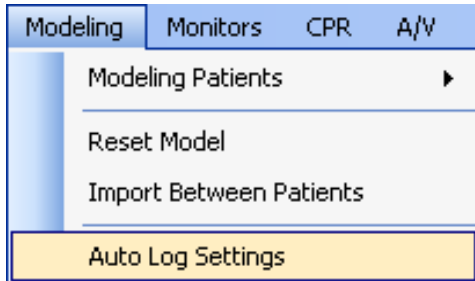 Modeling Monitors CPR A/V
Modeling Patients
Reset Model
Import Between Patients
Auto Log Settings